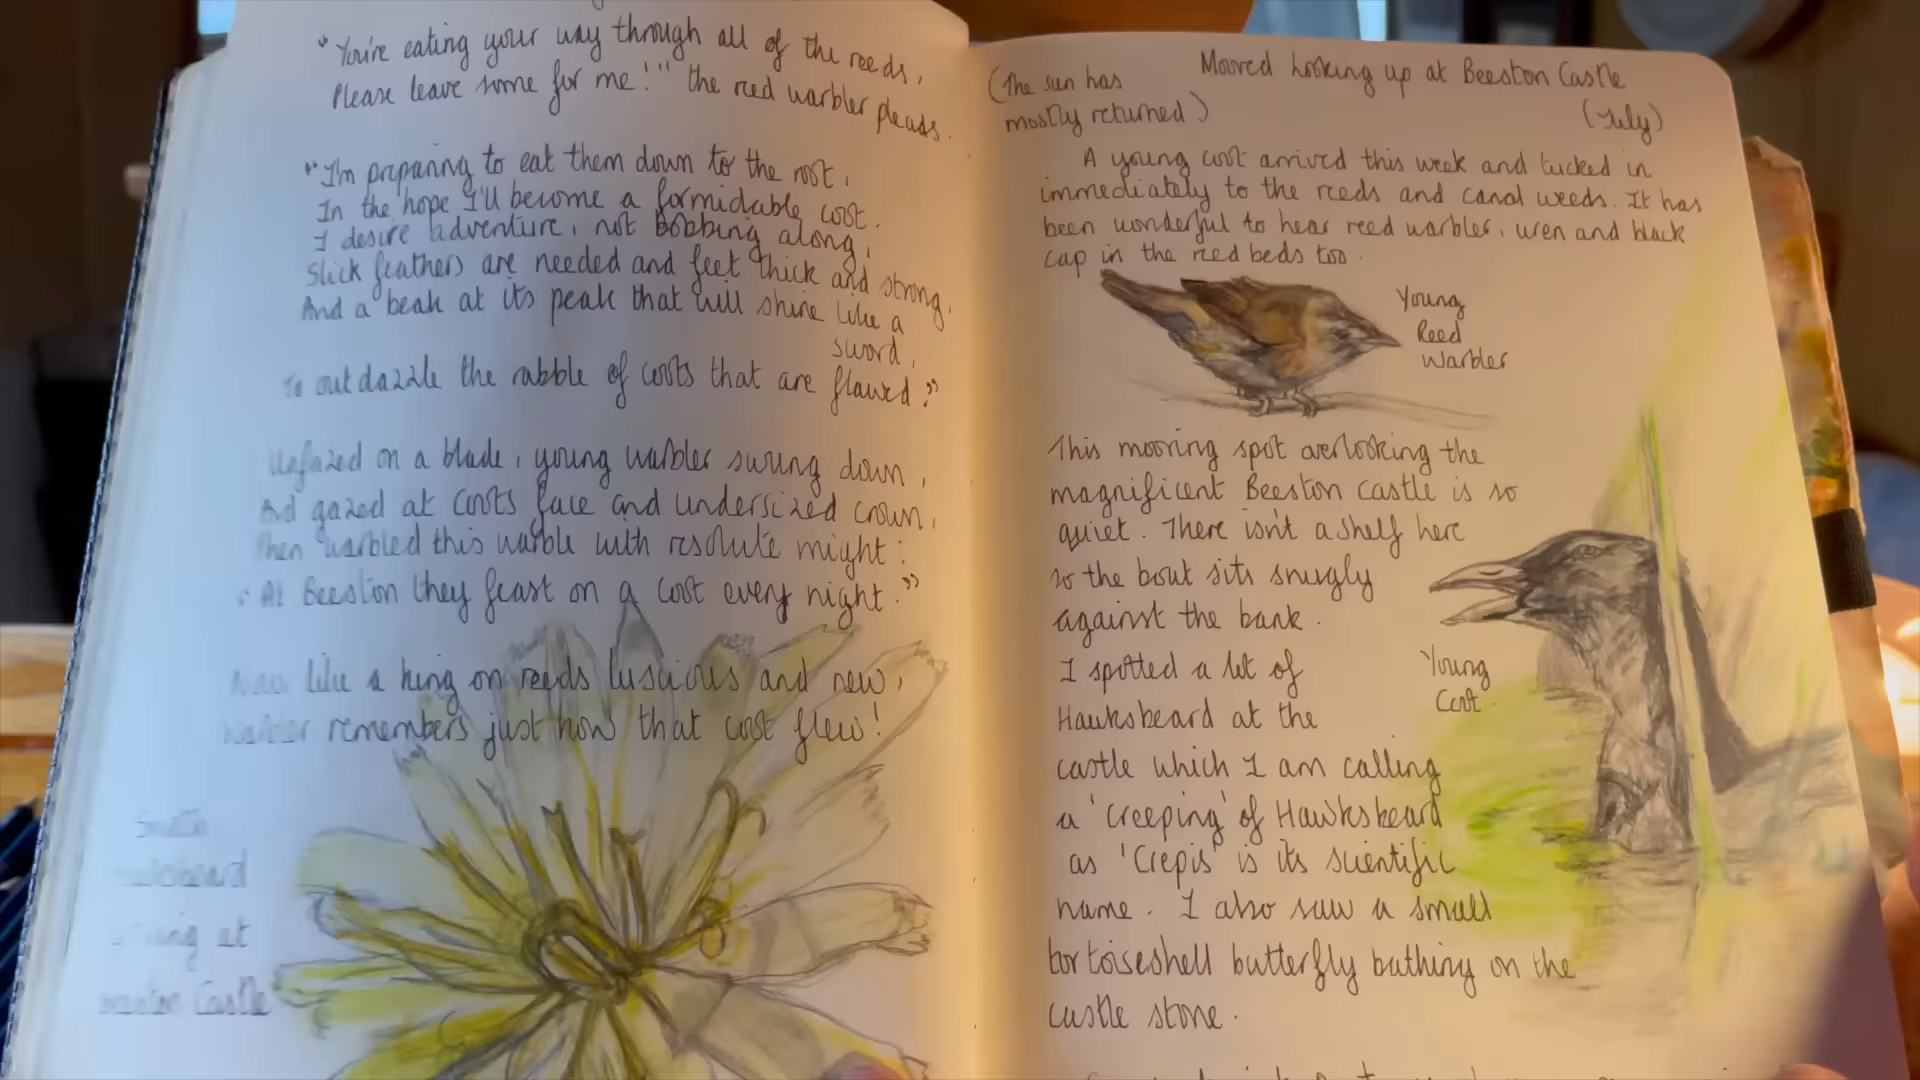 "You're eating your way through all of the reeds,
Please leave some for me!" the reed warbler pleads.
"I'm preparing to eat them down to the root,
In the hope I'll become a formidable coot.
I desire adventure, not bobbing along,
Slick feathers are needed and feet thick and strong,
And a beak at its peak that will shine like a
sword,
To outdazzle the rabble of coots that are flawed."
Unfazed on a blade, young warbler swung down,
And gazed at coots face and undersized crown,
Then warbled this warble with resolute might:
"At Beeston they feast on a coot every night."
Now like a king on reeds luscious and new,
Warbler remembers just how that coot flew!
Smooth
Hawksbeard
growing at
Beeston Castle
Moored looking up at Beeston Castle
(The sun has
mostly returned)
(July)
A young coot arrived this week and tucked in
immediately to the reeds and canal weeds. It has
been wonderful to hear reed warbler, wren and black
cap in the reed beds too.
Young
Reed
Warbler
This mooring spot overlooking the
magnificent Beeston Castle is so
quiet. There isn't a shelf here
so the boat sits snugly
against the bank.
I spotted a lot of
Hawksbeard at the
castle which I am calling
a 'creeping' of Hawksbeard
as 'Crepis' is its scientific
name. I also saw a small
tortoiseshell butterfly bathing on the
castle stone.
Young
Coot